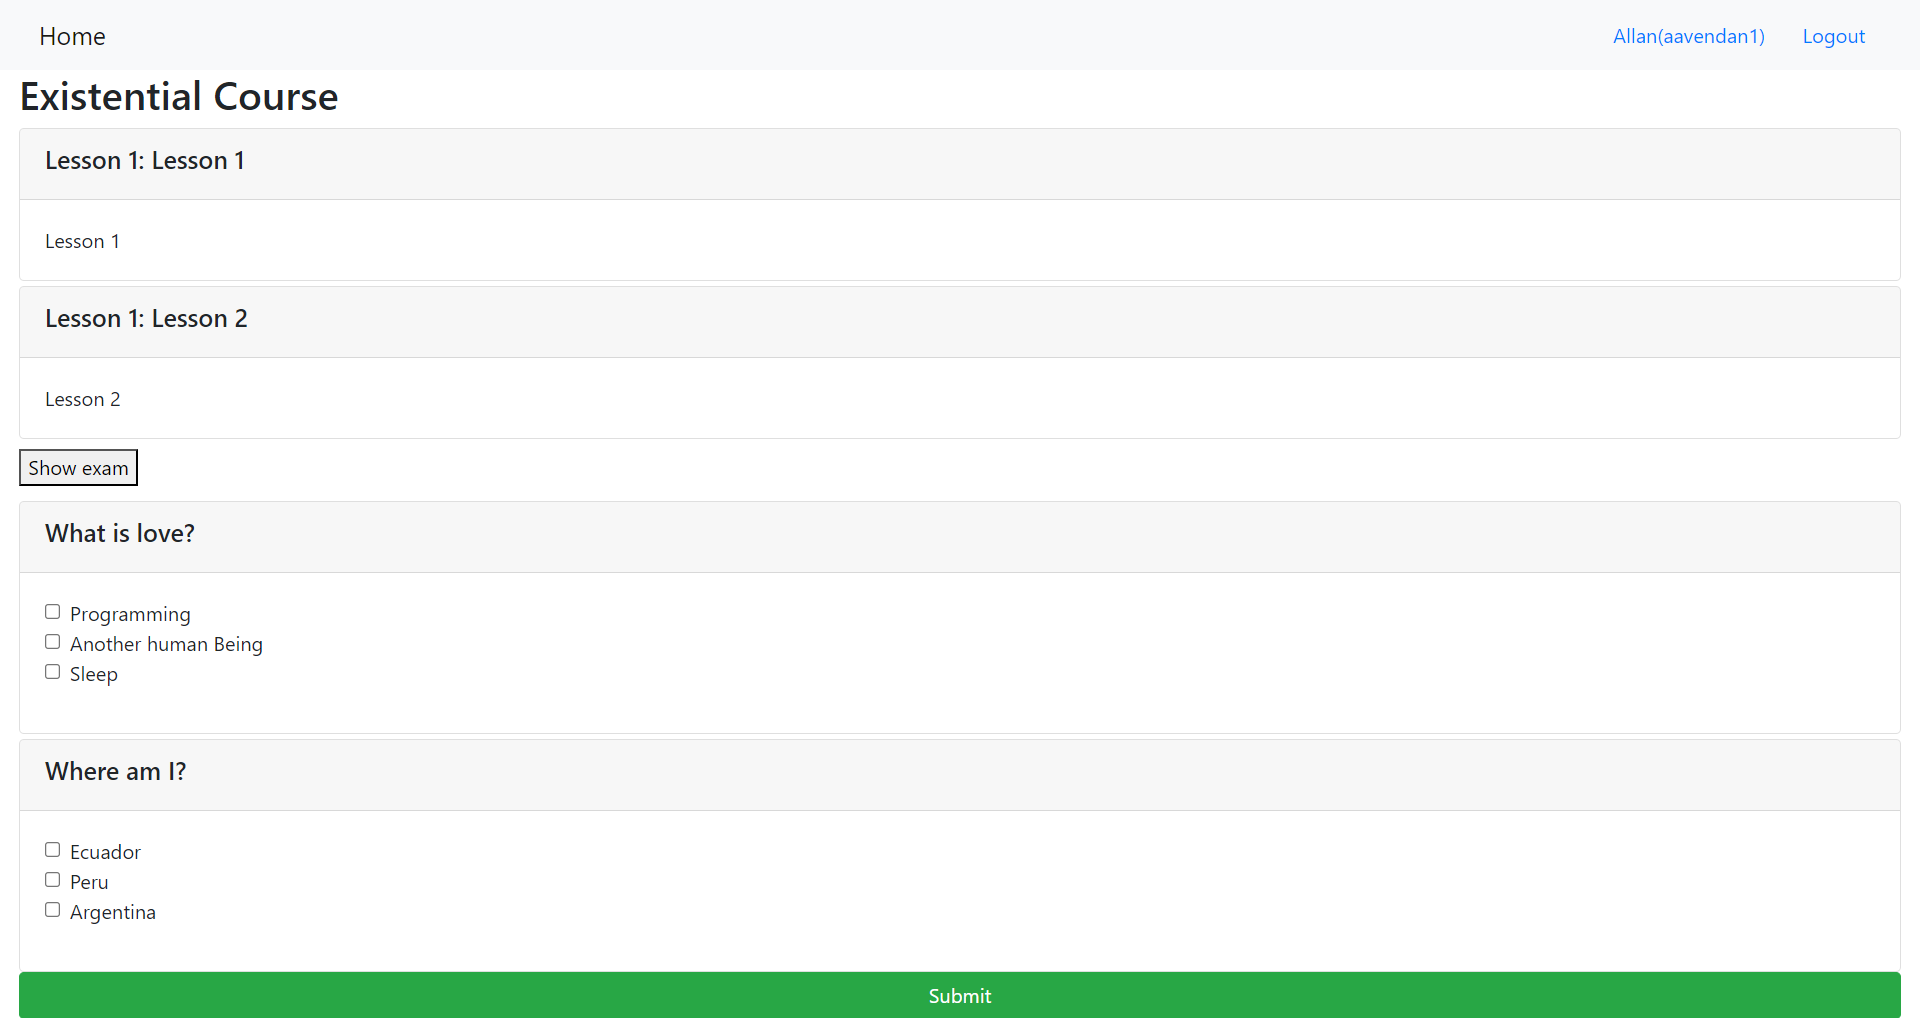 Home Allan(aavendan1) Logout
Existential Course
Lesson 1: Lesson 1
Lesson 1
Lesson 1: Lesson 2
Lesson 2
Show exam
What is love?
Programming
Another human Being
Sleep
Where am I?
Ecuador
Peru
Argentina
Submit